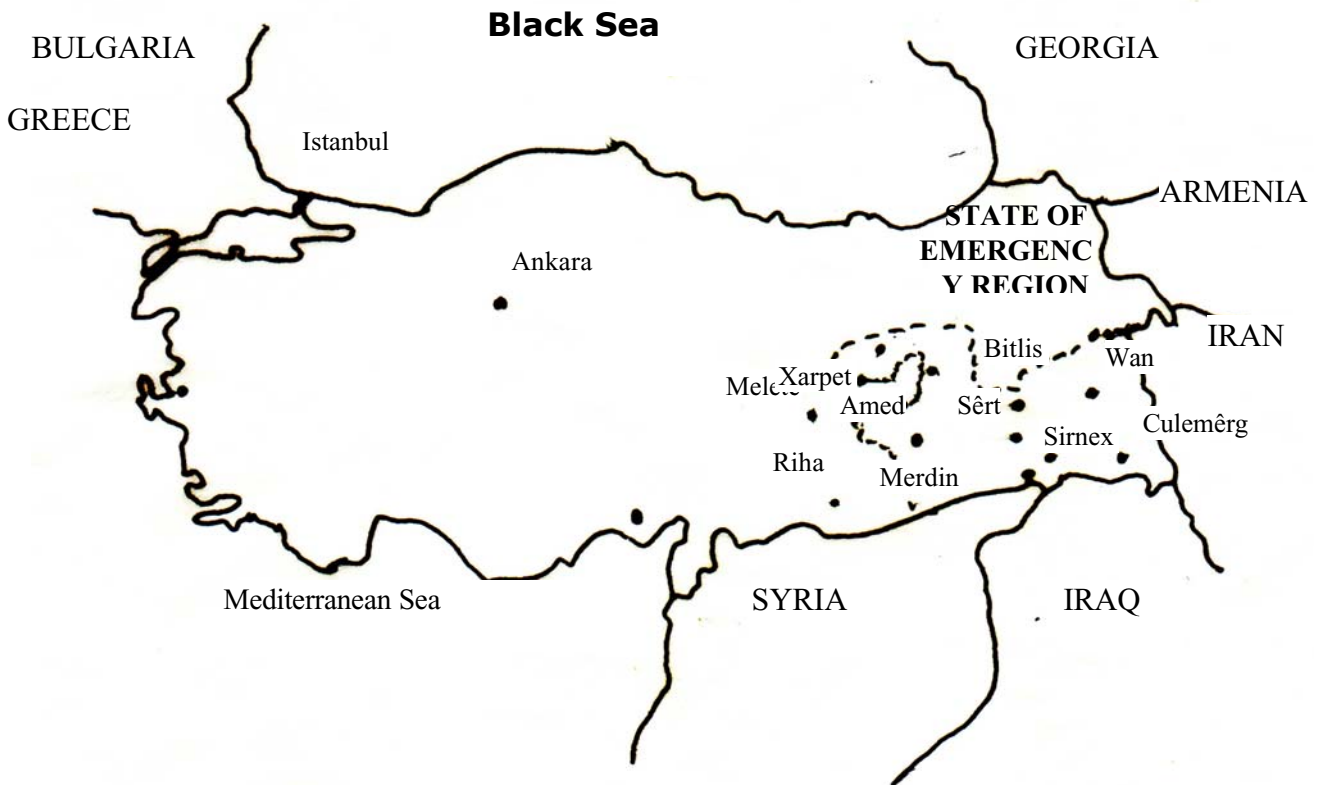 Black Sea
BULGARIA
GEORGIA
GREECE
Istanbul
ARMENIA
STATE OF
EMERGENC
Y REGION
Ankara
IRAN
Bitlis
Wan
Xarpet
Amed
Sêrt
Culemêrg
Sirnex
Riha
Merdin
Mediterranean Sea
SYRIA
IRAQ